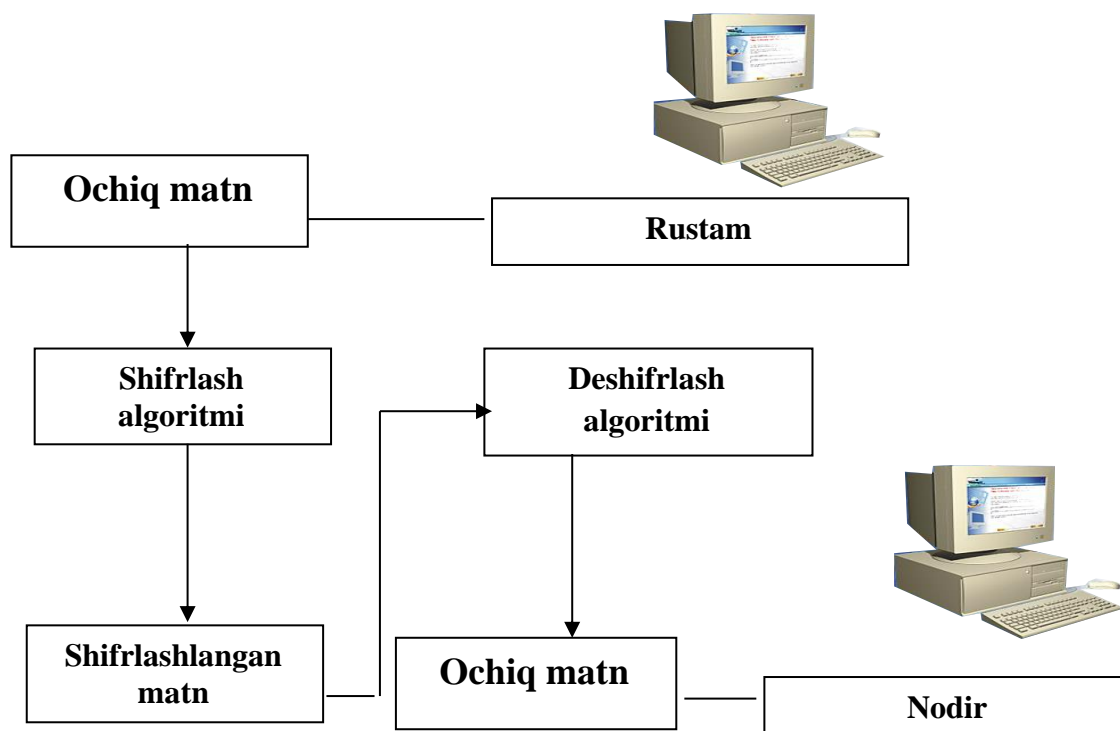 Ochiq matn
Rustam
Shifrlash
algoritmi
Deshifrlash
algoritmi
Shifrlashlangan
matn
Ochiq matn
Nodir